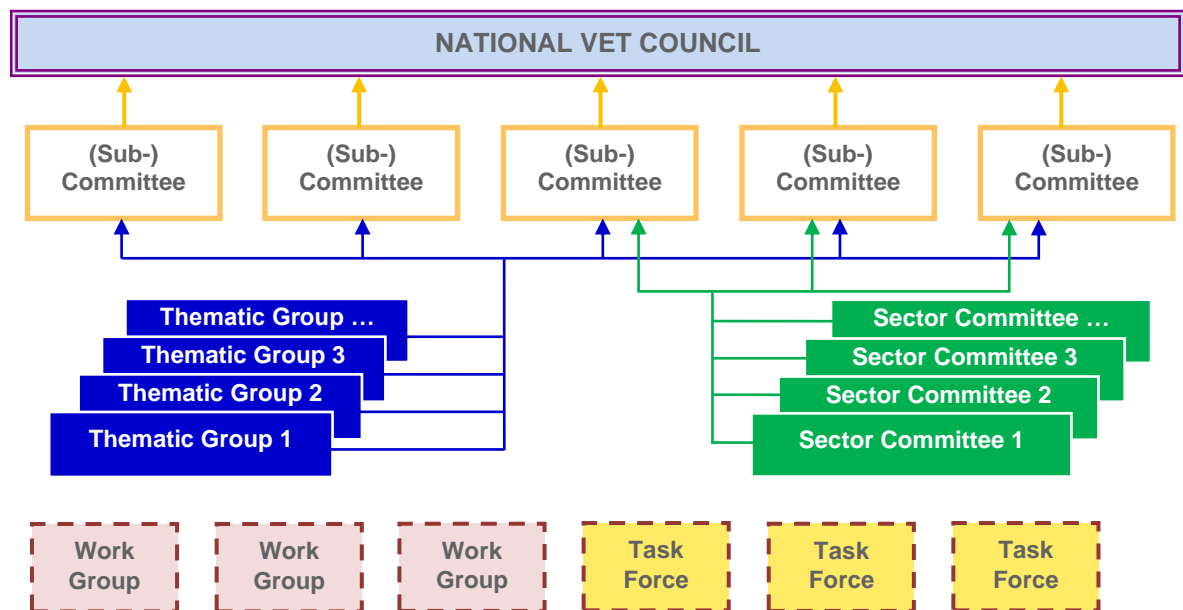 NATIONAL VET COUNCIL
(Sub-)
Committee
(Sub-)
Committee
(Sub-)
Committee
(Sub-)
Committee
(Sub-)
Committee
Thematic Group …
Thematic Group 3
Thematic Group 2
Thematic Group 1
Sector Committee …
Sector Committee 3
Sector Committee 2
Sector Committee 1
Work
Group
Work
Group
Work
Group
Task
Force
Task
Force
Task
Force